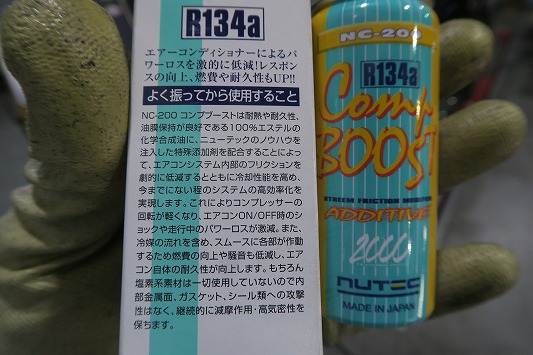 R134a
エアーコンディショナーによるパ
ワーロスを激的に低減!レスポン
スの向上、燃費や耐久性もUP!!
よく振ってから使用すること
NC-200 コンプブーストは耐熱や耐久性、
油膜保持が良好である100%エステルの
化学合成油に、ニューテックのノウハウを
注入した特殊添加剤を配合することによっ
て、エアコンシステム内部のフリクションを
劇的に低減するとともに冷却性能を高め、
今までにない程のシステムの高効率化を
実現します。これによりコンプレッサーの
回転が軽くなり、エアコンON/OFF時のシ
ョックや走行中のパワーロスが激減。また、
冷媒の流れを含め、スムースに各部が作動
するため燃費の向上や騒音も低減し、エア
コン自体の耐久性が向上します。もちろん
塩素系素材は一切使用していないので内
部金属面、ガスケット、シール類への攻撃
性はなく、継続的に減摩作用・高気密性を
保ちます。
NC-200
R134a
Comp
BOOST
ADDITIVE
2000
NUTEC
MADE IN JAPAN